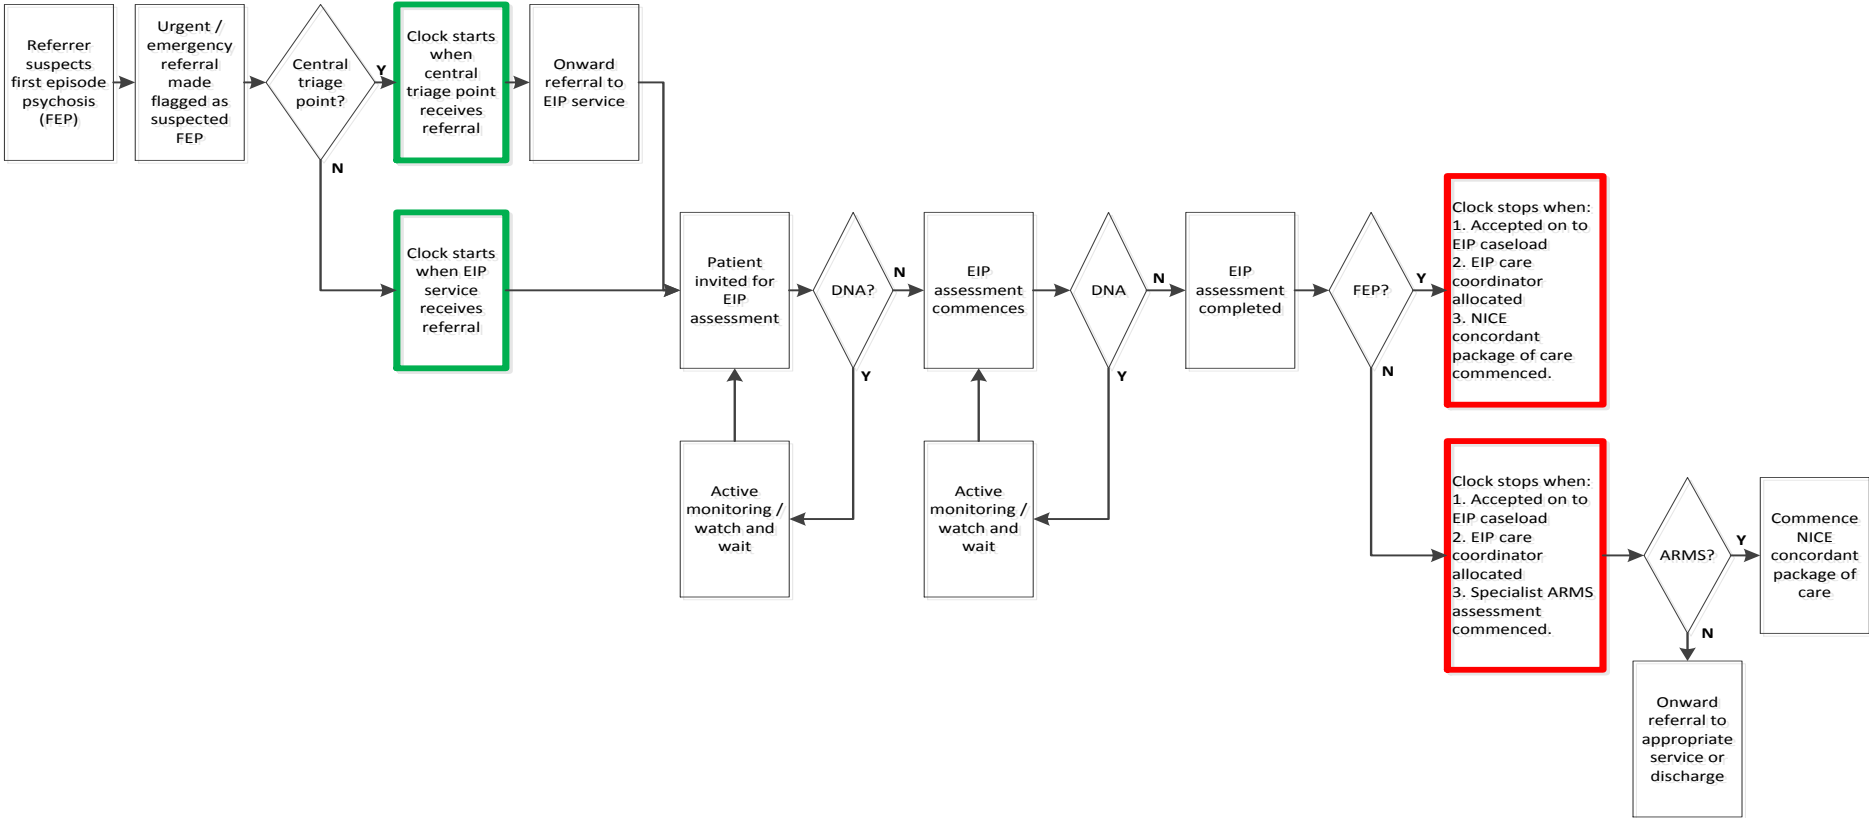 Referrer
suspects
first episode
psychosis
(FEP)
Urgent /
emergency
referral
made
flagged as
suspected
FEP
Central
triage
point?
Y
N
Clock starts
when
central
triage point
receives
referral
Onward
referral to
EIP service
Clock starts
when EIP
service
receives
referral
Patient
invited for
EIP
assessment
DNA?
N
Y
Active
monitoring /
watch and
wait
EIP
assessment
commences
DNA
N
Y
Active
monitoring /
watch and
wait
EIP
assessment
completed
FEP?
Y
N
Clock stops when:
1. Accepted on to
EIP caseload
2. EIP care
coordinator
allocated
3. NICE
concordant
package of care
commenced.
Clock stops when:
1. Accepted on to
EIP caseload
2. EIP care
coordinator
allocated
3. Specialist ARMS
assessment
commenced.
ARMS?
Y
N
Commence
NICE
concordant
package of
care
Onward
referral to
appropriate
service or
discharge